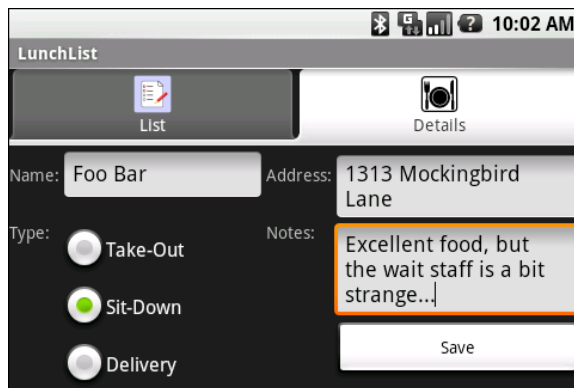 10:02 AM
LunchList
List
Details
Name:
Foo Bar
Address:
1313 Mockingbird
Lane
Type:
Take-Out
Sit-Down
Delivery
Notes:
Excellent food, but
the wait staff is a bit
strange...
Save